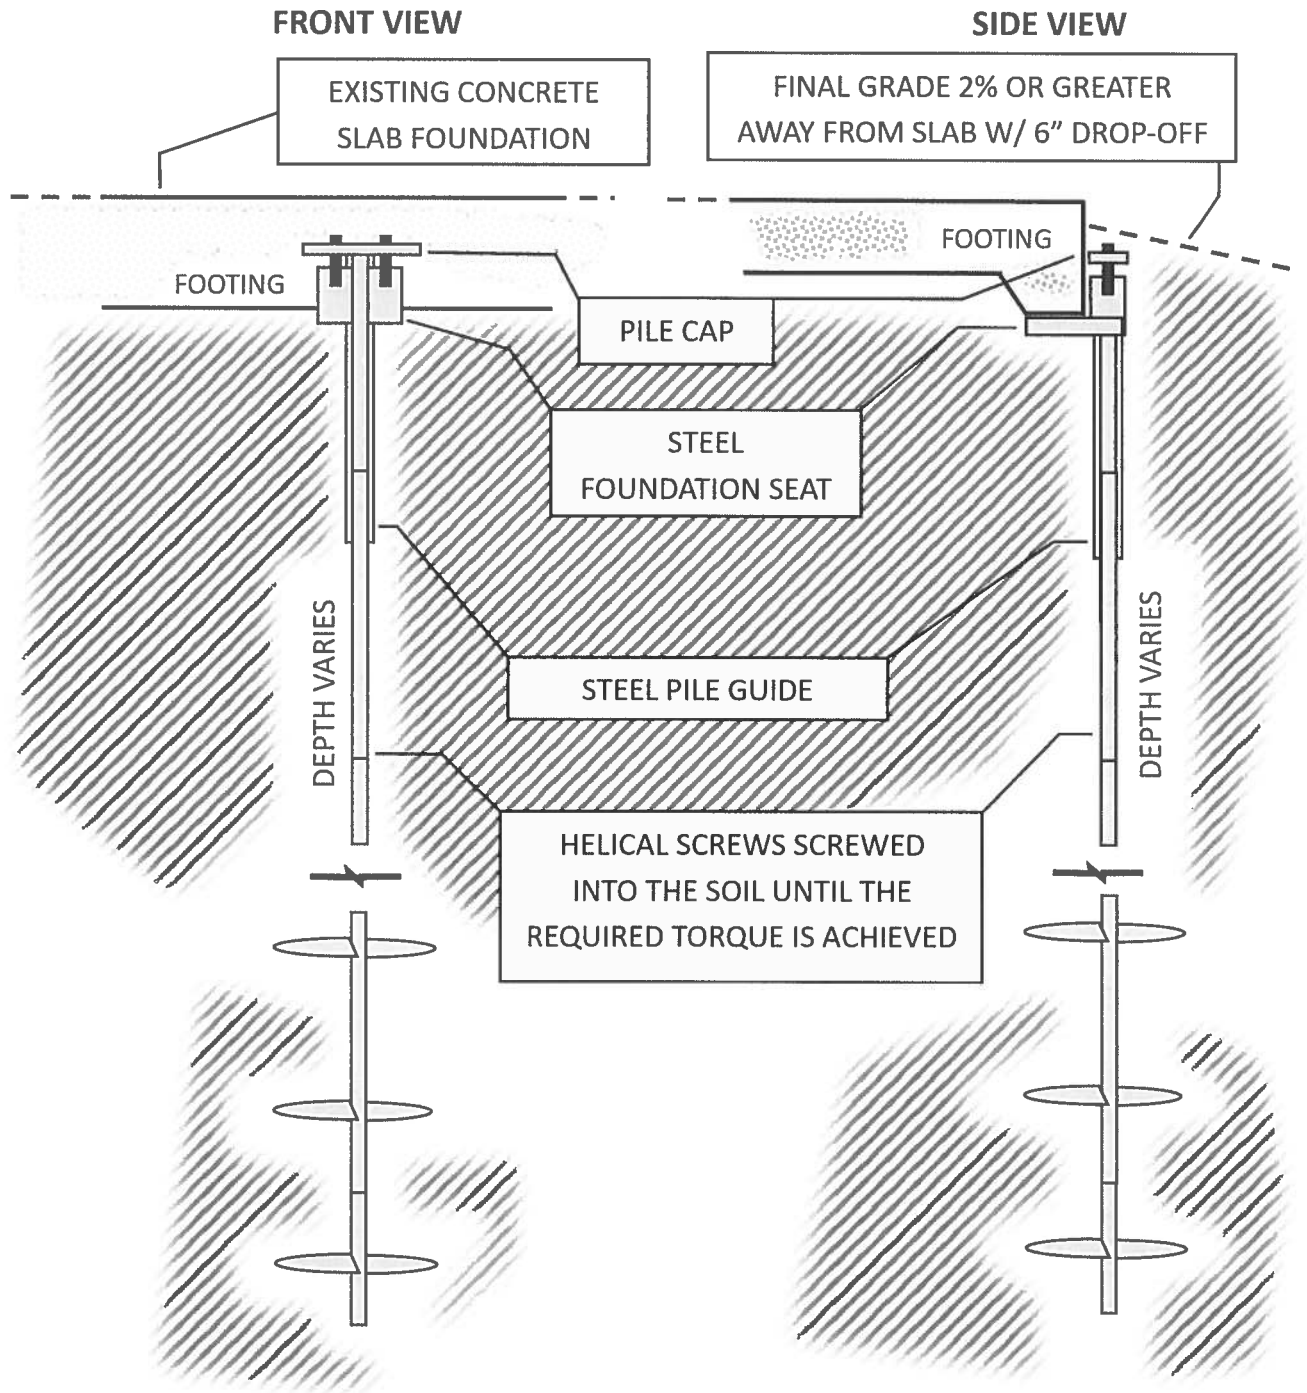 FRONT VIEW
SIDE VIEW
EXISTING CONCRETE
SLAB FOUNDATION
FINAL GRADE 2% OR GREATER
AWAY FROM SLAB W/ 6” DROP-OFF
FOOTING
FOOTING
PILE CAP
STEEL
FOUNDATION SEAT
STEEL PILE GUIDE
DEPTH VARIES
DEPTH VARIES
HELICAL SCREWS SCREWED
INTO THE SOIL UNTIL THE
REQUIRED TORQUE IS ACHIEVED